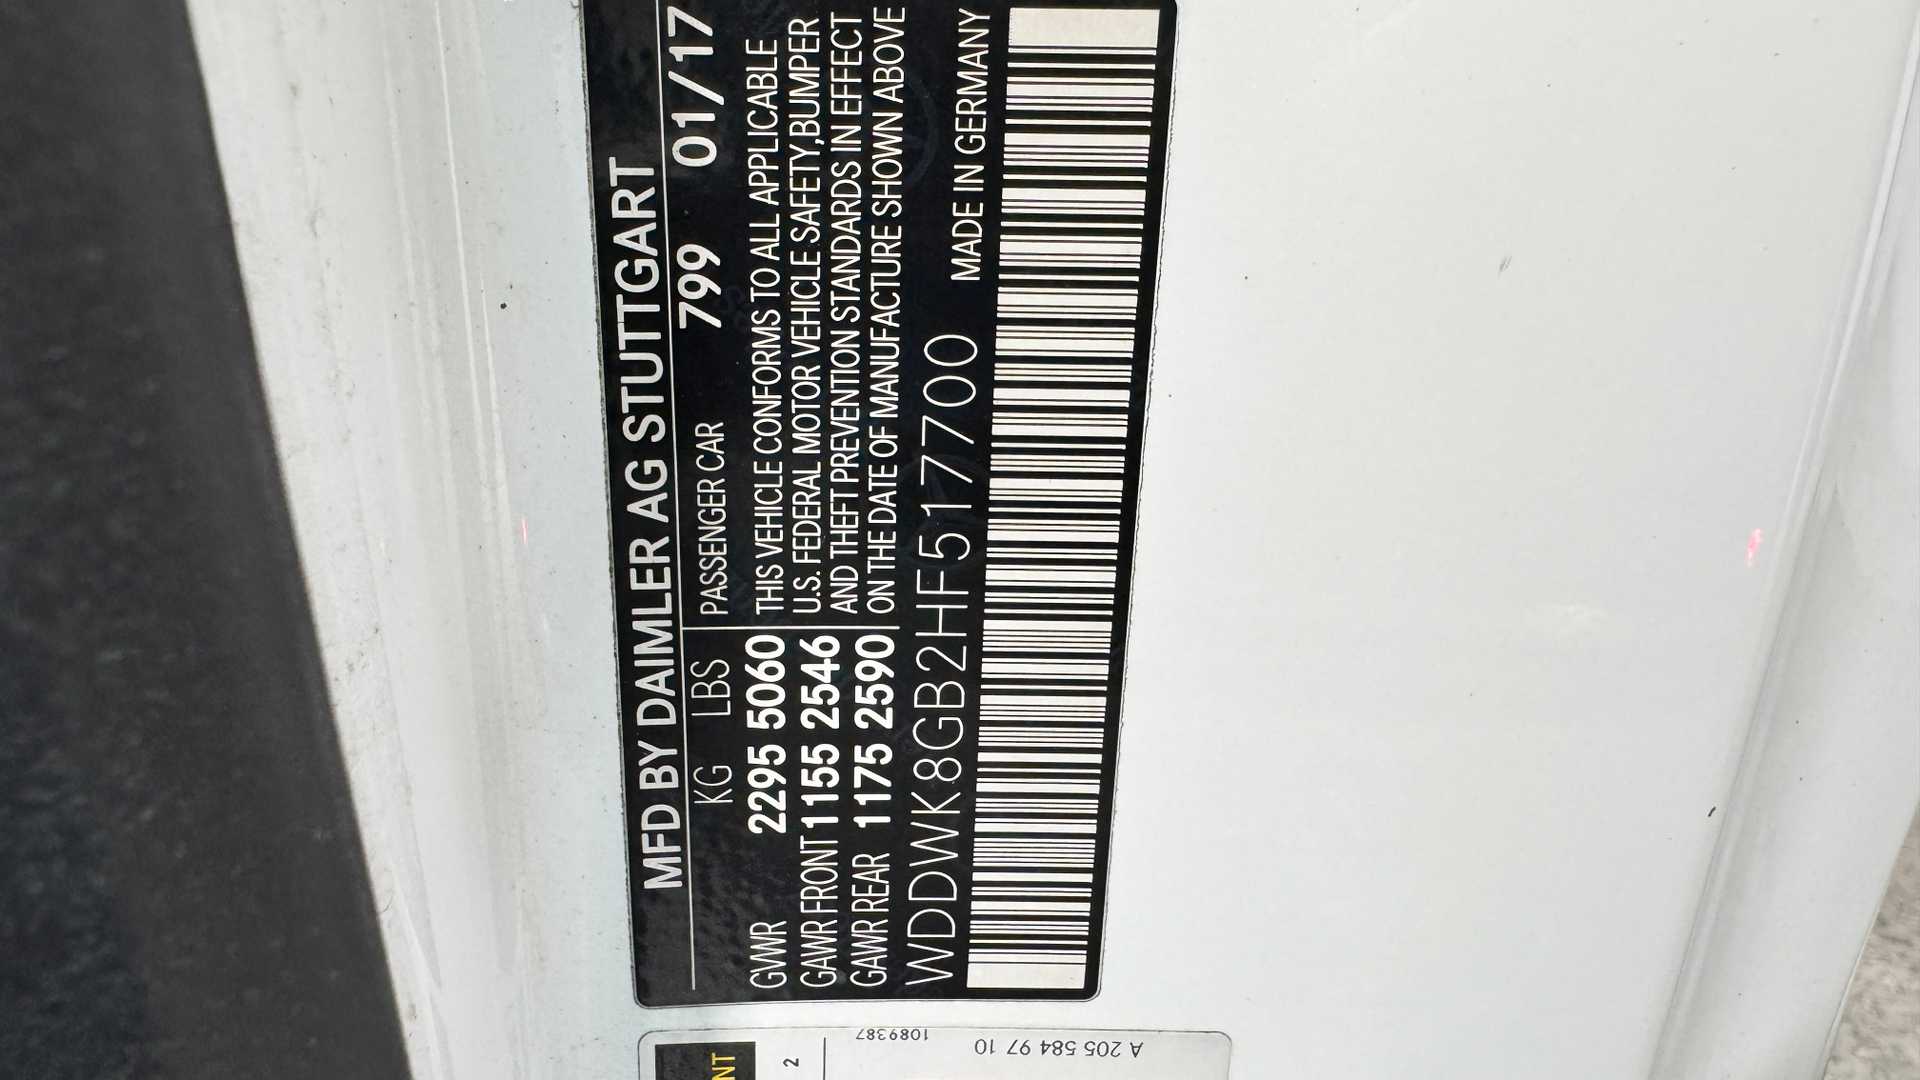 MFD BY DAIMLER AG STUTTGART
KG LBS PASSENGER CAR 799 01/17
GVWR 2295 5060 THIS VEHICLE CONFORMS TO ALL APPLICABLE
GAWR FRONT 1155 2546 U.S. FEDERAL MOTOR VEHICLE SAFETY,BUMPER
AND THEFT PREVENTION STANDARDS IN EFFECT
GAWR REAR 1175 2590 ON THE DATE OF MANUFACTURE SHOWN ABOVE
WDDWK8GB2HF517700 MADE IN GERMANY
A 205 584 97 10
1089387
2
NT